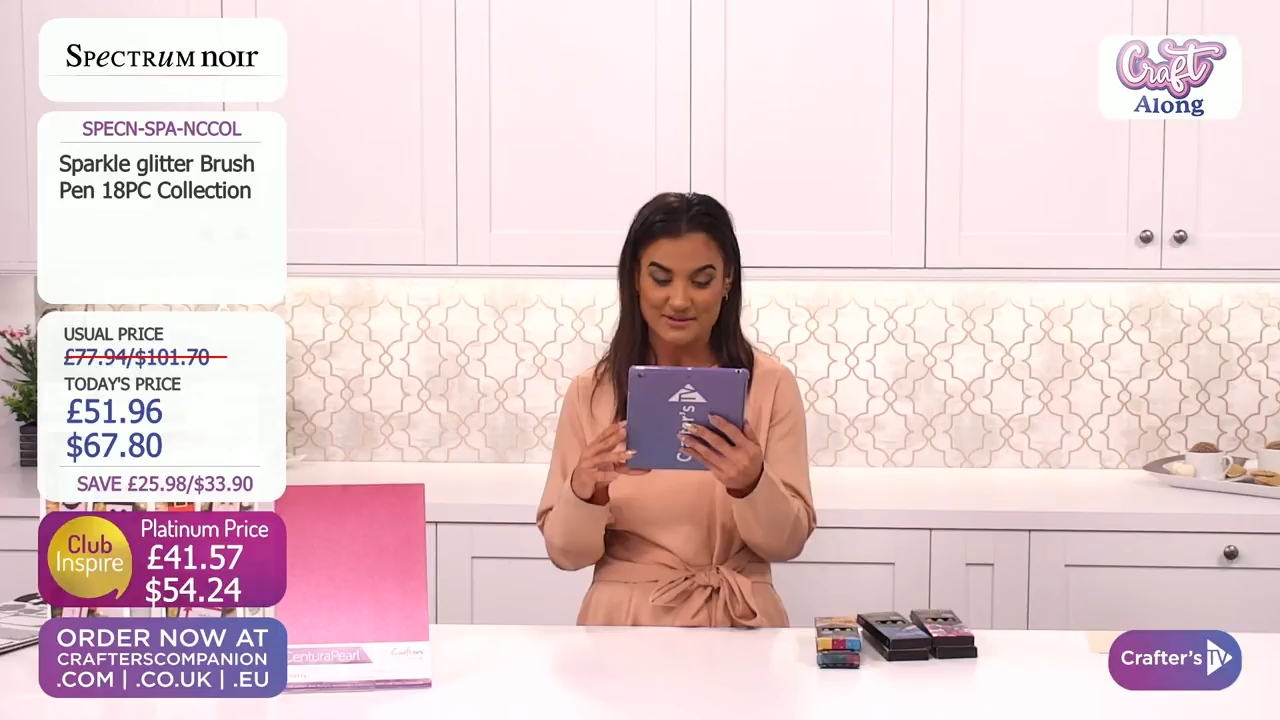 Spectrum noir
SPECN-SPA-NCCOL
Sparkle glitter Brush
Pen 18PC Collection
USUAL PRICE
£77.94/$101.70
TODAY'S PRICE
£51.96
$67.80
SAVE £25.98/$33.90
Club
Inspire
Platinum Price
£41.57
$54.24
ORDER NOW AT
CRAFTERSCOMPANION
.COM | .CO.UK | .EU
Craft
Along
Crafter's TV
CenturaPearl
Crafter's TV